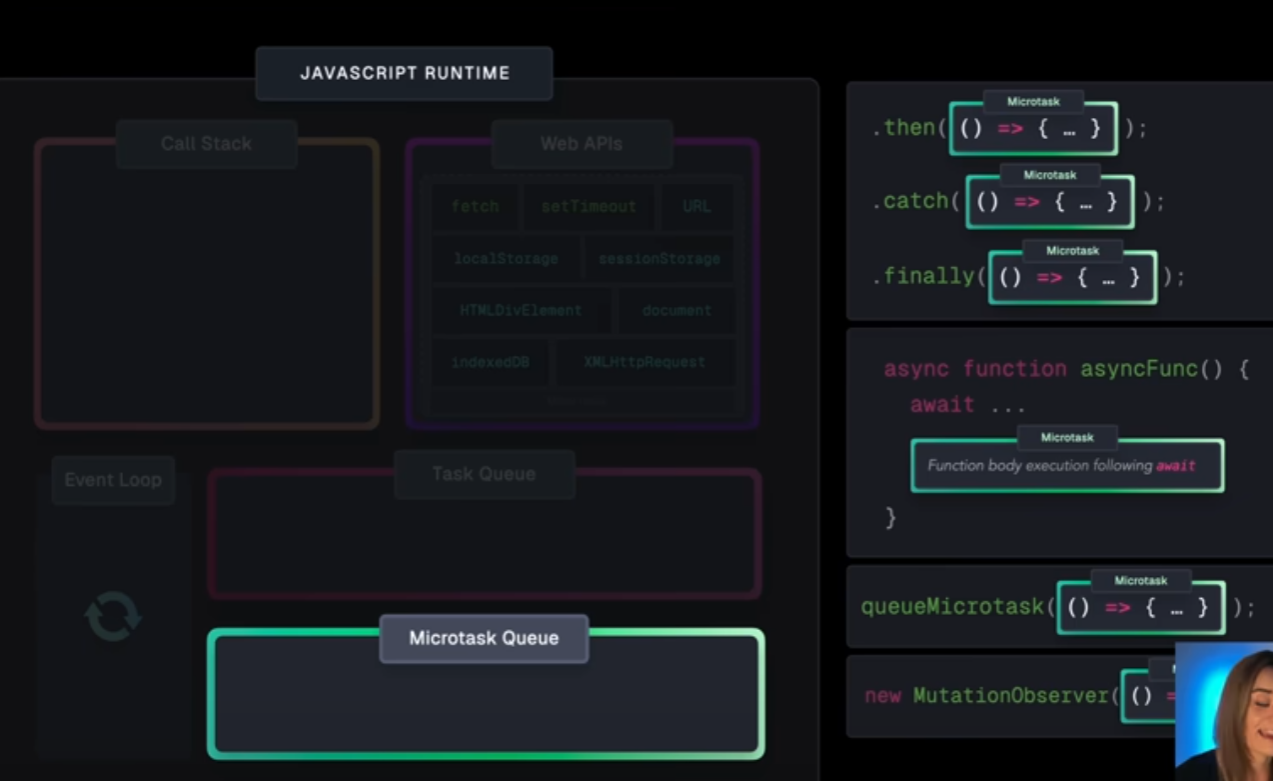 JAVASCRIPT RUNTIME
Call Stack
Web APIs
fetch
setTimeout
URL
localStorage
sessionStorage
HTMLDivElement
document
indexedDB
XMLHttpRequest
Event Loop
Task Queue
Microtask Queue
Microtask
.then( () => { … } );
Microtask
.catch( () => { … } );
Microtask
.finally( () => { … } );
async function asyncFunc() {
await ...
Microtask
Function body execution following await
}
Microtask
queueMicrotask( () => { … } );
new MutationObserver( () =